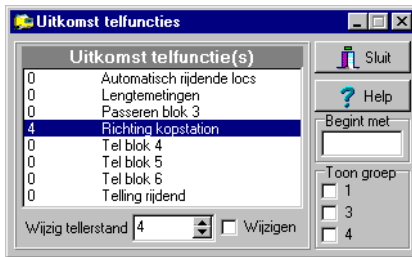 Uitkomst telfuncties
Uitkomst telfunctie(s)
0 Automatisch rijdende locs
0 Lengtemetingen
0 Passeren blok 3
4 Richting kopstation
0 Tel blok 4
0 Tel blok 5
0 Tel blok 6
0 Telling rijdend
Wijzig tellerstand 4 Wijzigen
Sluit
? Help
Begint met
Toon groep
1
3
4